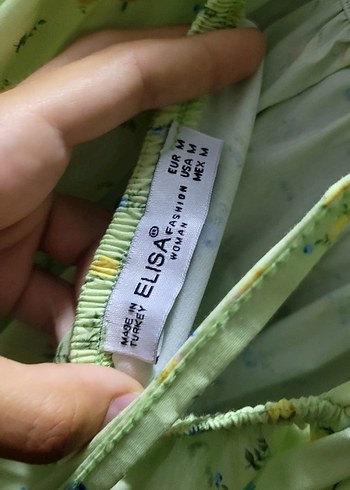 EUR M
USA M
MEX M
ELISA®
FASHION
WOMAN
MADE IN
TURKEY